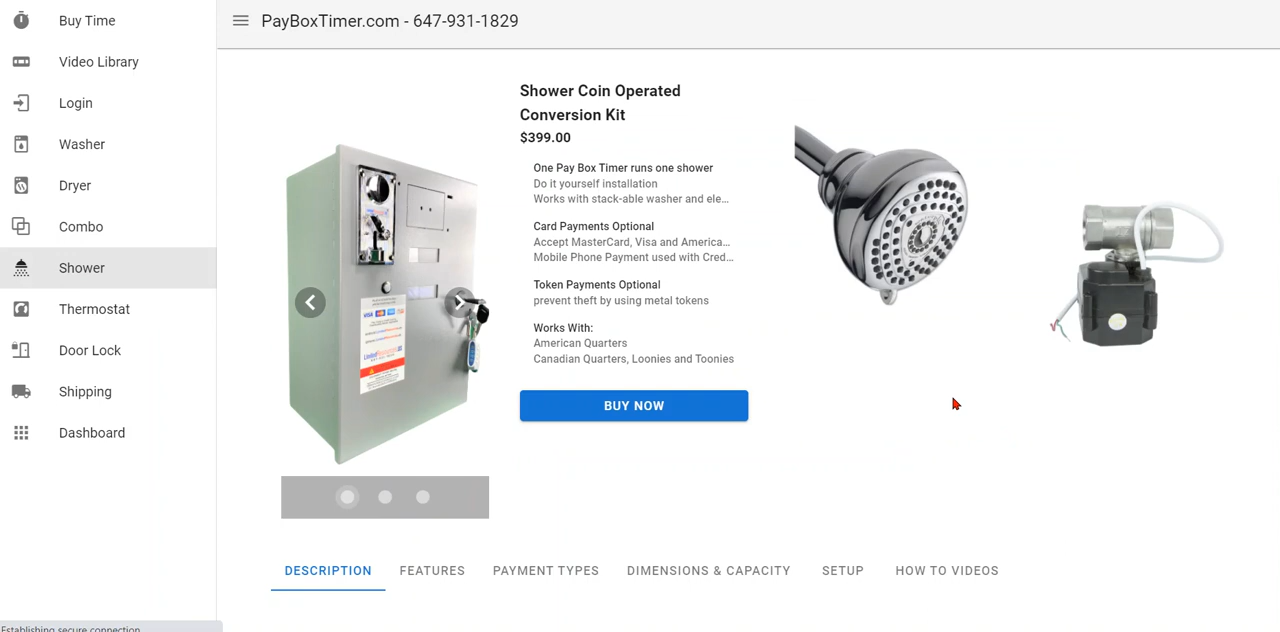 Buy Time
Video Library
Login
Washer
Dryer
Combo
Shower
Thermostat
Door Lock
Shipping
Dashboard
PayBoxTimer.com - 647-931-1829
Shower Coin Operated
Conversion Kit
$399.00
One Pay Box Timer runs one shower
Do it yourself installation
Works with stack-able washer and ele…
Card Payments Optional
Accept MasterCard, Visa and America…
Mobile Phone Payment used with Cred…
Token Payments Optional
prevent theft by using metal tokens
Works With:
American Quarters
Canadian Quarters, Loonies and Toonies
BUY NOW
DESCRIPTION
FEATURES
PAYMENT TYPES
DIMENSIONS & CAPACITY
SETUP
HOW TO VIDEOS
Establishing secure connection